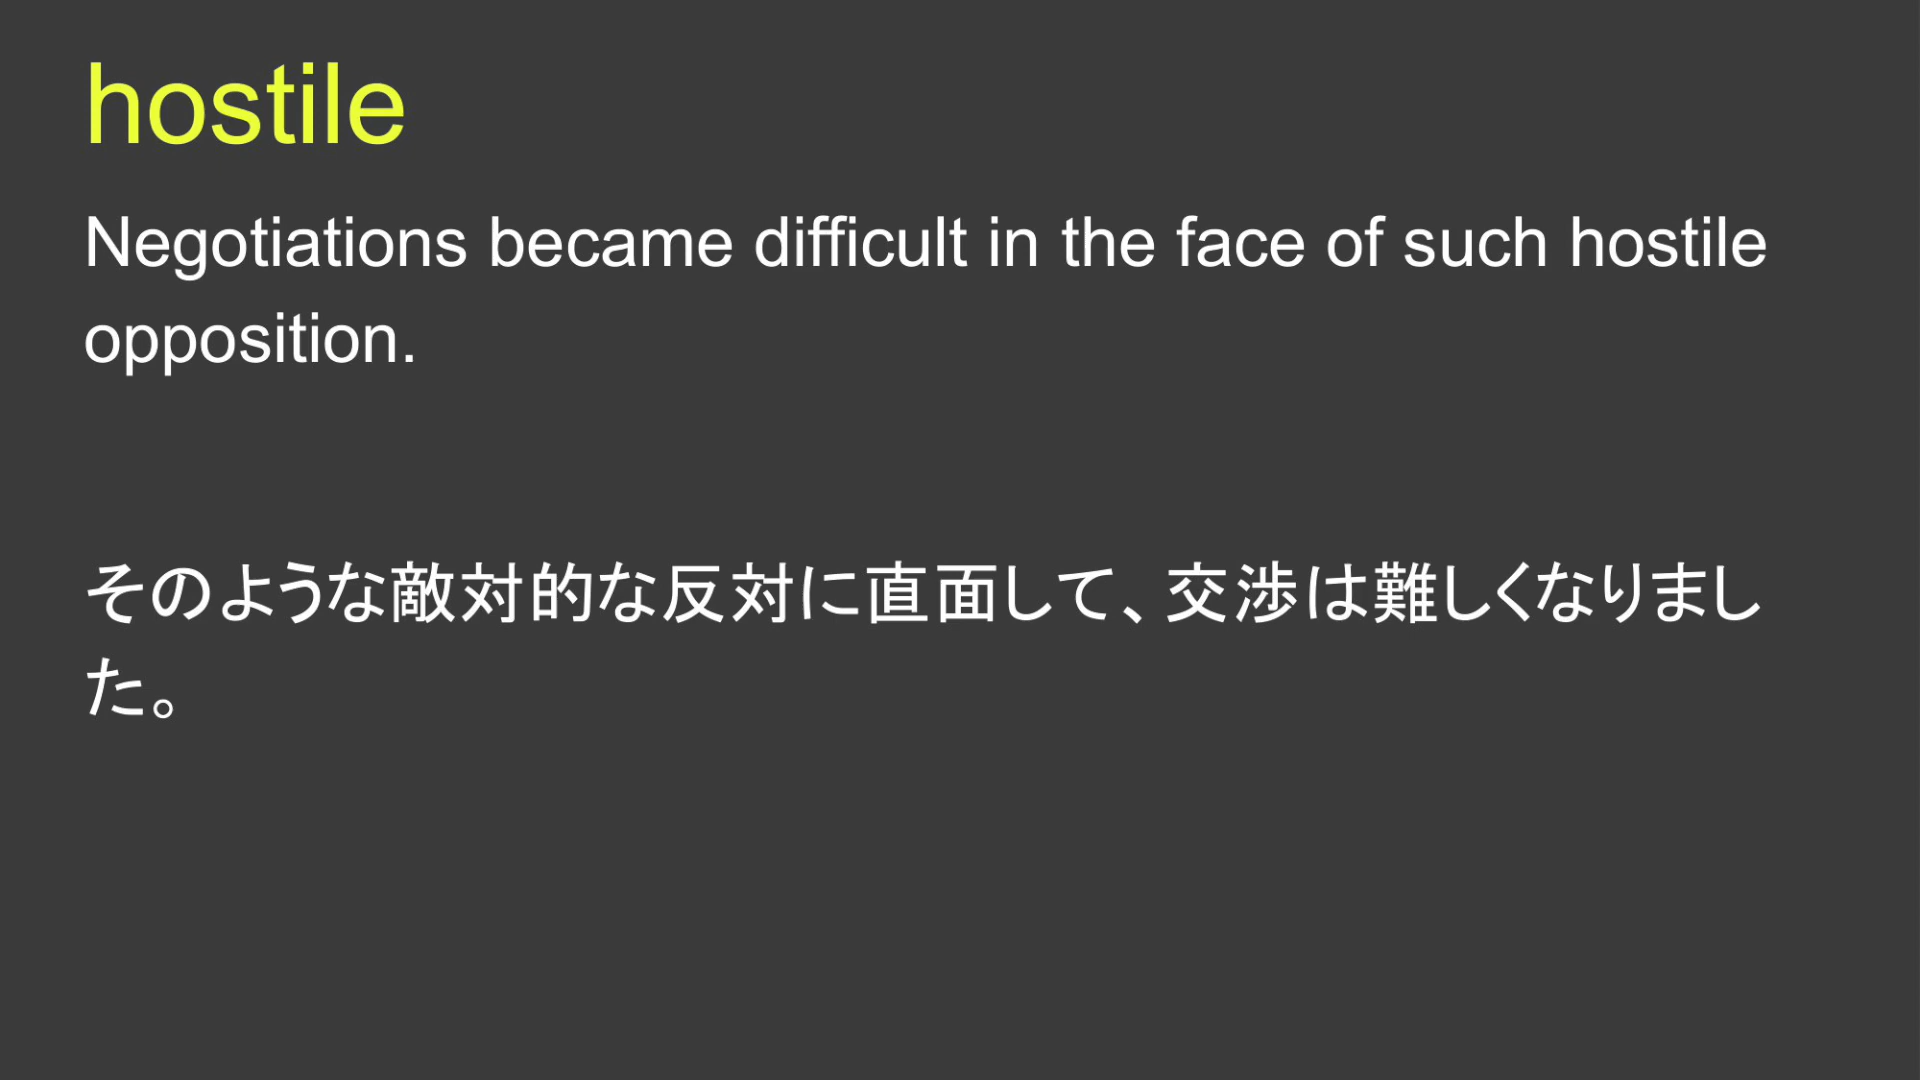 hostile
Negotiations became difficult in the face of such hostile
opposition.
そのような敵対的な反対に直面して、交渉は難しくなりまし
た。